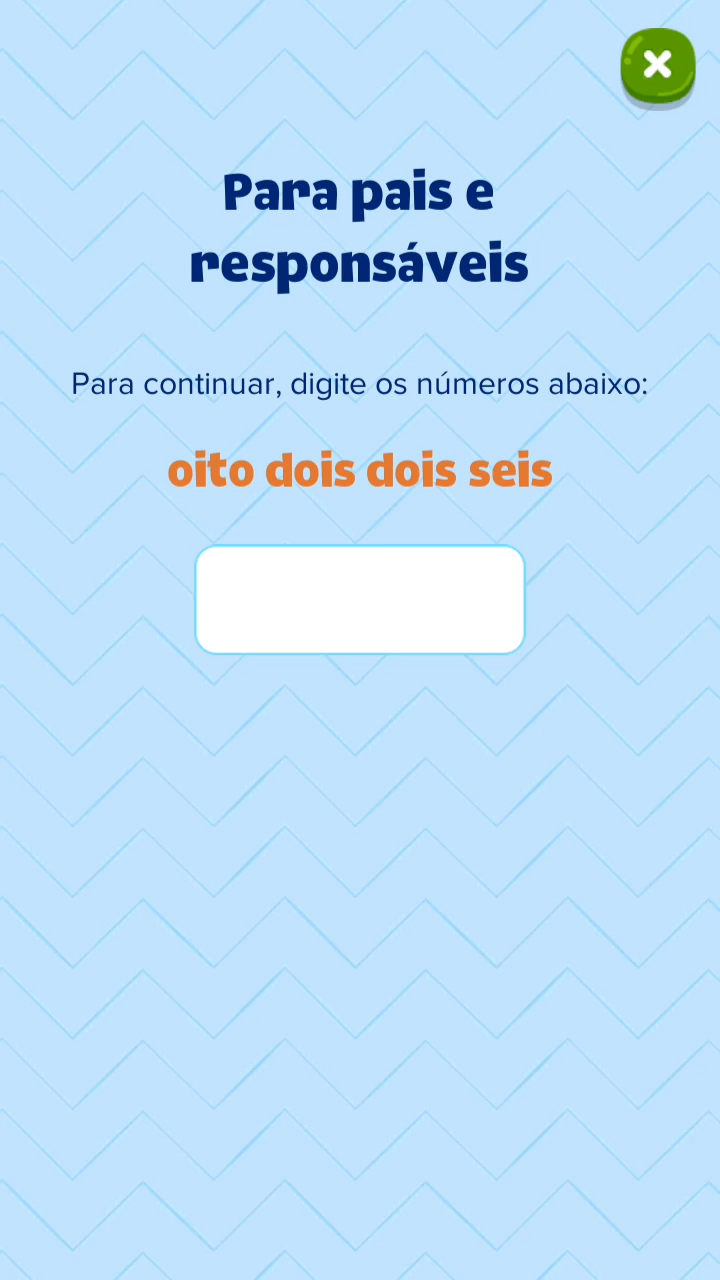 Para pais e
responsáveis
Para continuar, digite os números abaixo:
oito dois dois seis